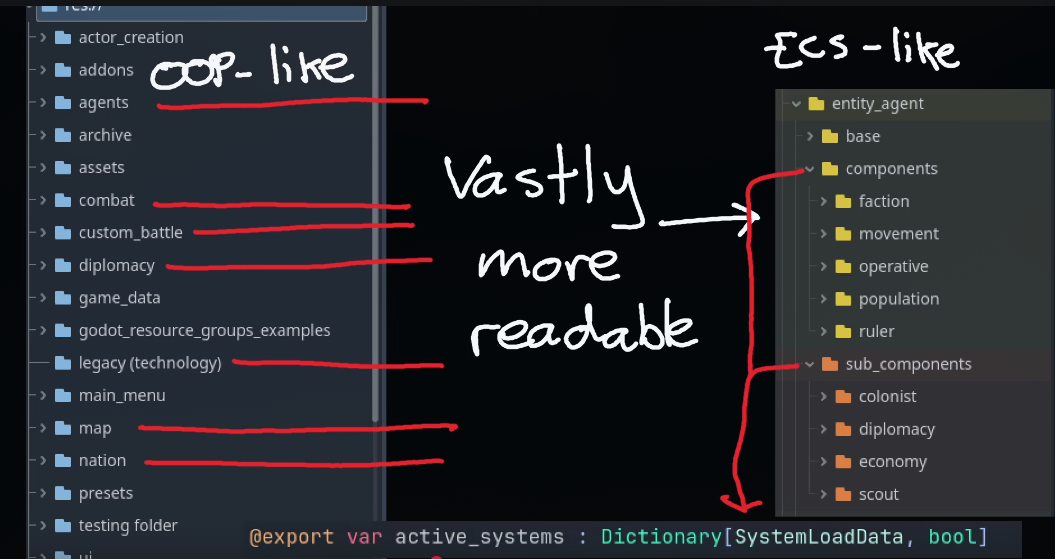 res://
actor_creation
addons
agents
archive
assets
combat
custom_battle
diplomacy
game_data
godot_resource_groups_examples
legacy (technology)
main_menu
map
nation
presets
testing folder
ui
OOP-like
Vastly
more
readable
ECS-like
entity_agent
base
components
faction
movement
operative
population
ruler
sub_components
colonist
diplomacy
economy
scout
@export var active_systems : Dictionary[SystemLoadData, bool]